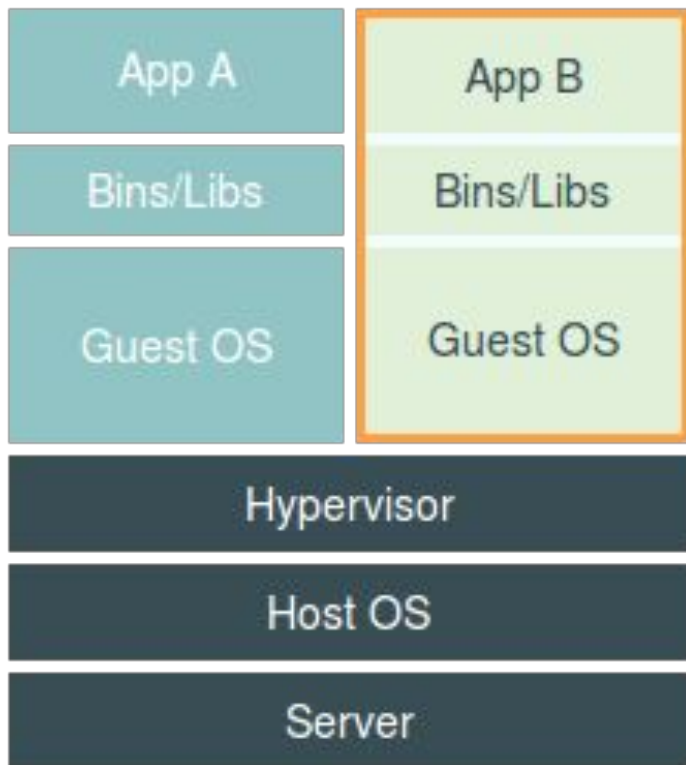 App A
App B
Bins/Libs
Bins/Libs
Guest OS
Guest OS
Hypervisor
Host OS
Server